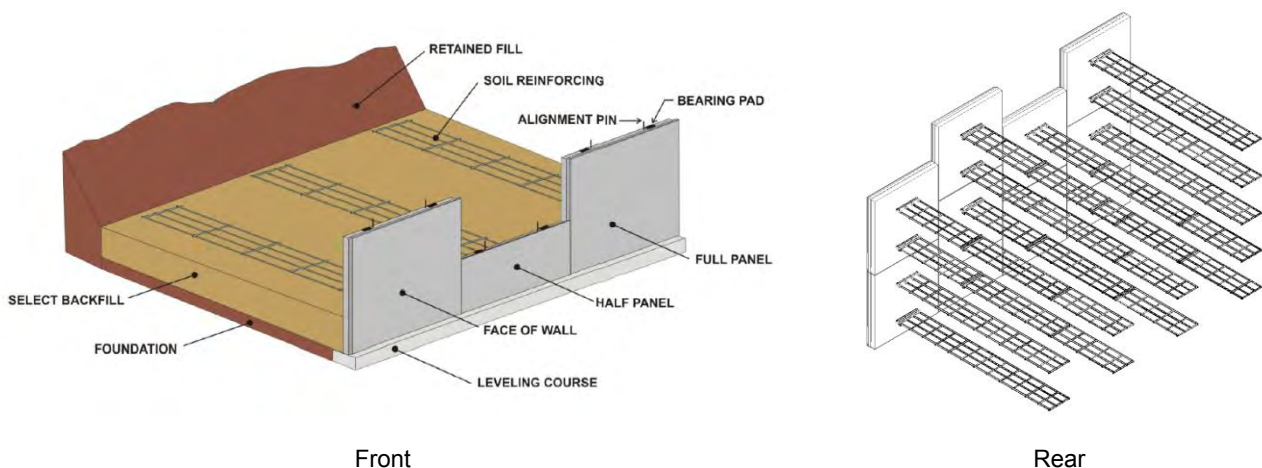 RETAINED FILL
SOIL REINFORCING
BEARING PAD
ALIGNMENT PIN
FULL PANEL
SELECT BACKFILL
HALF PANEL
FACE OF WALL
FOUNDATION
LEVELING COURSE
Front
Rear